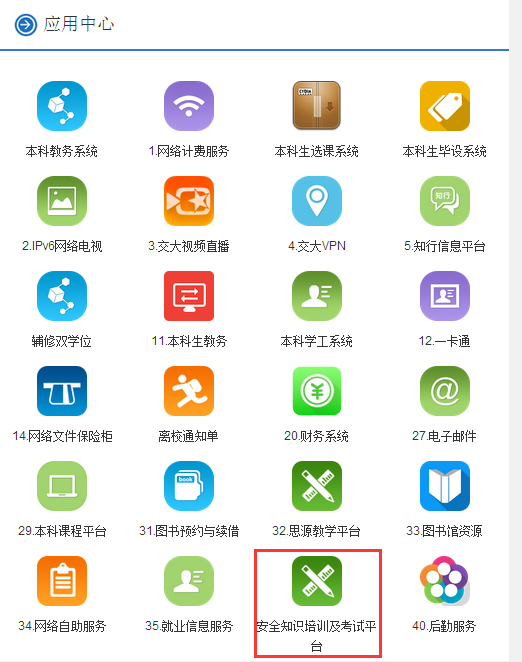 应用中心
本科教务系统 1.网络计费服务 本科生选课系统 本科生毕设系统
CYDIA
知行
2.IPv6网络电视 3.交大视频直播 4.交大VPN 5.知行信息平台
辅修双学位 11.本科生教务 本科学工系统 12.一卡通
¥ @
14.网络文件保险柜 离校通知单 20.财务系统 27.电子邮件
book
29.本科课程平台 31.图书预约与续借 32.思源教学平台 33.图书馆资源
34.网络自助服务 35.就业信息服务 安全知识培训及考试平 40.后勤服务
台